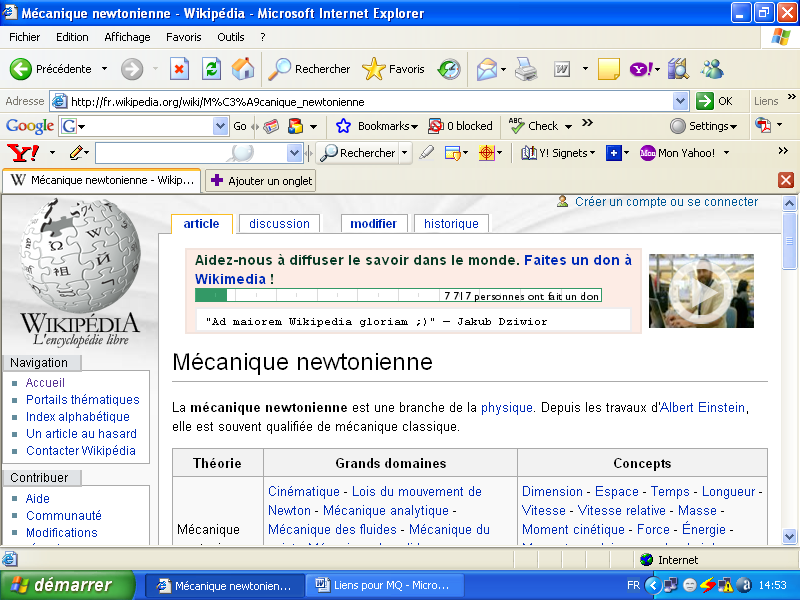 Mécanique newtonienne - Wikipédia - Microsoft Internet Explorer
Fichier Edition Affichage Favoris Outils ?
Précédente Rechercher Favoris
Adresse http://fr.wikipedia.org/wiki/M%C3%A9canique_newtonienne OK Liens »
Google G Go Bookmarks 0 blocked ABC Check » Settings
Y! Rechercher Y! Signets Mon Yahoo! »
W Mécanique newtonienne - Wikip... Ajouter un onglet
Créer un compte ou se connecter
article discussion modifier historique
Aidez-nous à diffuser le savoir dans le monde. Faites un don à
Wikimedia !
7 717 personnes ont fait un don
"Ad maiorem Wikipedia gloriam ;)" — Jakub Dziwior
WIKIPÉDIA
L'encyclopédie libre
Navigation
Accueil
Portails thématiques
Index alphabétique
Un article au hasard
Contacter Wikipédia
Contribuer
Aide
Communauté
Modifications
Mécanique newtonienne
La mécanique newtonienne est une branche de la physique. Depuis les travaux d'Albert Einstein,
elle est souvent qualifiée de mécanique classique.
Théorie Grands domaines Concepts
Mécanique
Cinématique - Lois du mouvement de
Newton - Mécanique analytique -
Mécanique des fluides - Mécanique du
Dimension - Espace - Temps - Longueur -
Vitesse - Vitesse relative - Masse -
Moment cinétique - Force - Énergie -
Internet
démarrer Mécanique newtonien... Liens pour MQ - Micro... FR 14:53